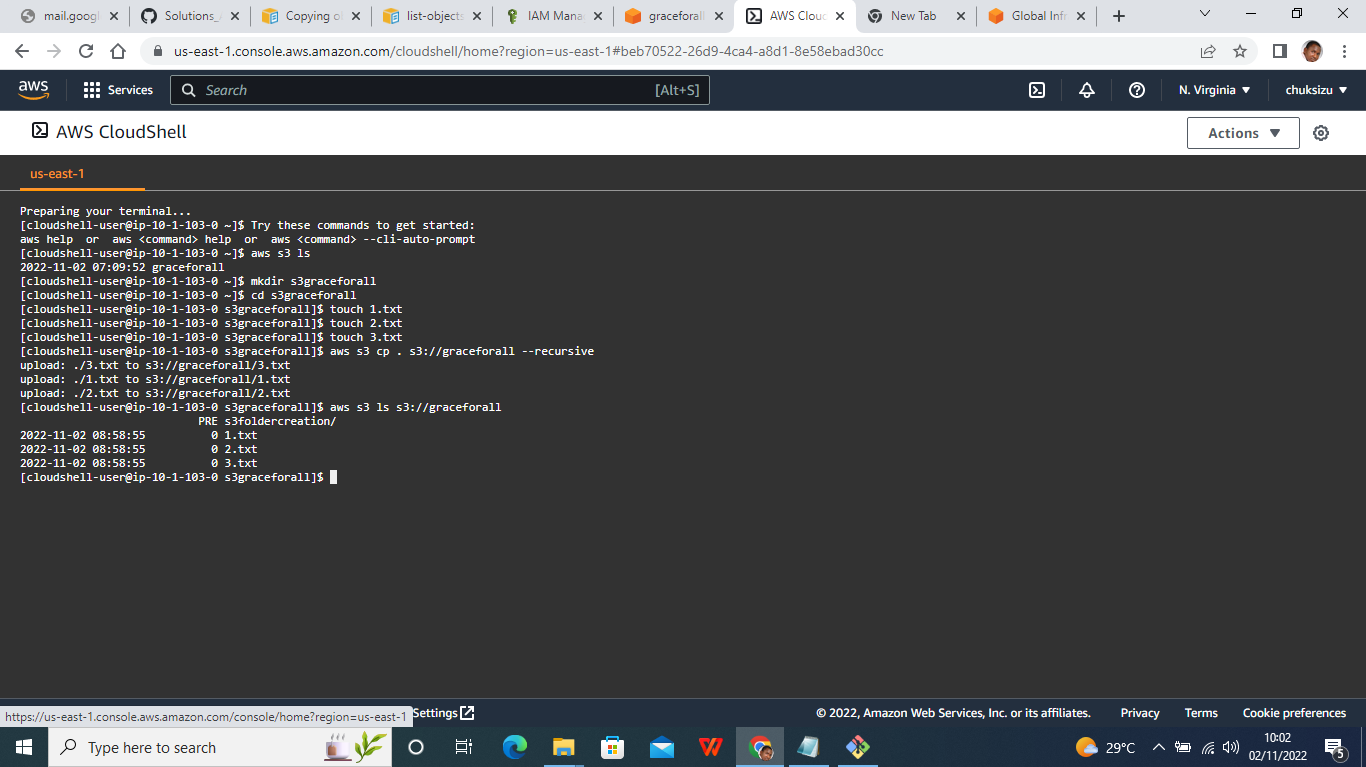 mail.googl
Solutions_
Copying o
list-objects
IAM Mana
graceforall
AWS Cloud
New Tab
Global Infr
us-east-1.console.aws.amazon.com/cloudshell/home?region=us-east-1#beb70522-26d9-4ca4-a8d1-8e58ebad30cc
aws
Services
Search
[Alt+S]
N. Virginia
chuksizu
AWS CloudShell
Actions
us-east-1
Preparing your terminal...
[cloudshell-user@ip-10-1-103-0 ~]$ Try these commands to get started:
aws help  or  aws <command> help  or  aws <command> --cli-auto-prompt
[cloudshell-user@ip-10-1-103-0 ~]$ aws s3 ls
2022-11-02 07:09:52 graceforall
[cloudshell-user@ip-10-1-103-0 ~]$ mkdir s3graceforall
[cloudshell-user@ip-10-1-103-0 ~]$ cd s3graceforall
[cloudshell-user@ip-10-1-103-0 s3graceforall]$ touch 1.txt
[cloudshell-user@ip-10-1-103-0 s3graceforall]$ touch 2.txt
[cloudshell-user@ip-10-1-103-0 s3graceforall]$ touch 3.txt
[cloudshell-user@ip-10-1-103-0 s3graceforall]$ aws s3 cp . s3://graceforall --recursive
upload: ./3.txt to s3://graceforall/3.txt
upload: ./1.txt to s3://graceforall/1.txt
upload: ./2.txt to s3://graceforall/2.txt
[cloudshell-user@ip-10-1-103-0 s3graceforall]$ aws s3 ls s3://graceforall
PRE s3foldercreation/
2022-11-02 08:58:55          0 1.txt
2022-11-02 08:58:55          0 2.txt
2022-11-02 08:58:55          0 3.txt
[cloudshell-user@ip-10-1-103-0 s3graceforall]$
https://us-east-1.console.aws.amazon.com/console/home?region=us-east-1
Settings
© 2022, Amazon Web Services, Inc. or its affiliates.
Privacy
Terms
Cookie preferences
Type here to search
29°C
10:02
02/11/2022
5